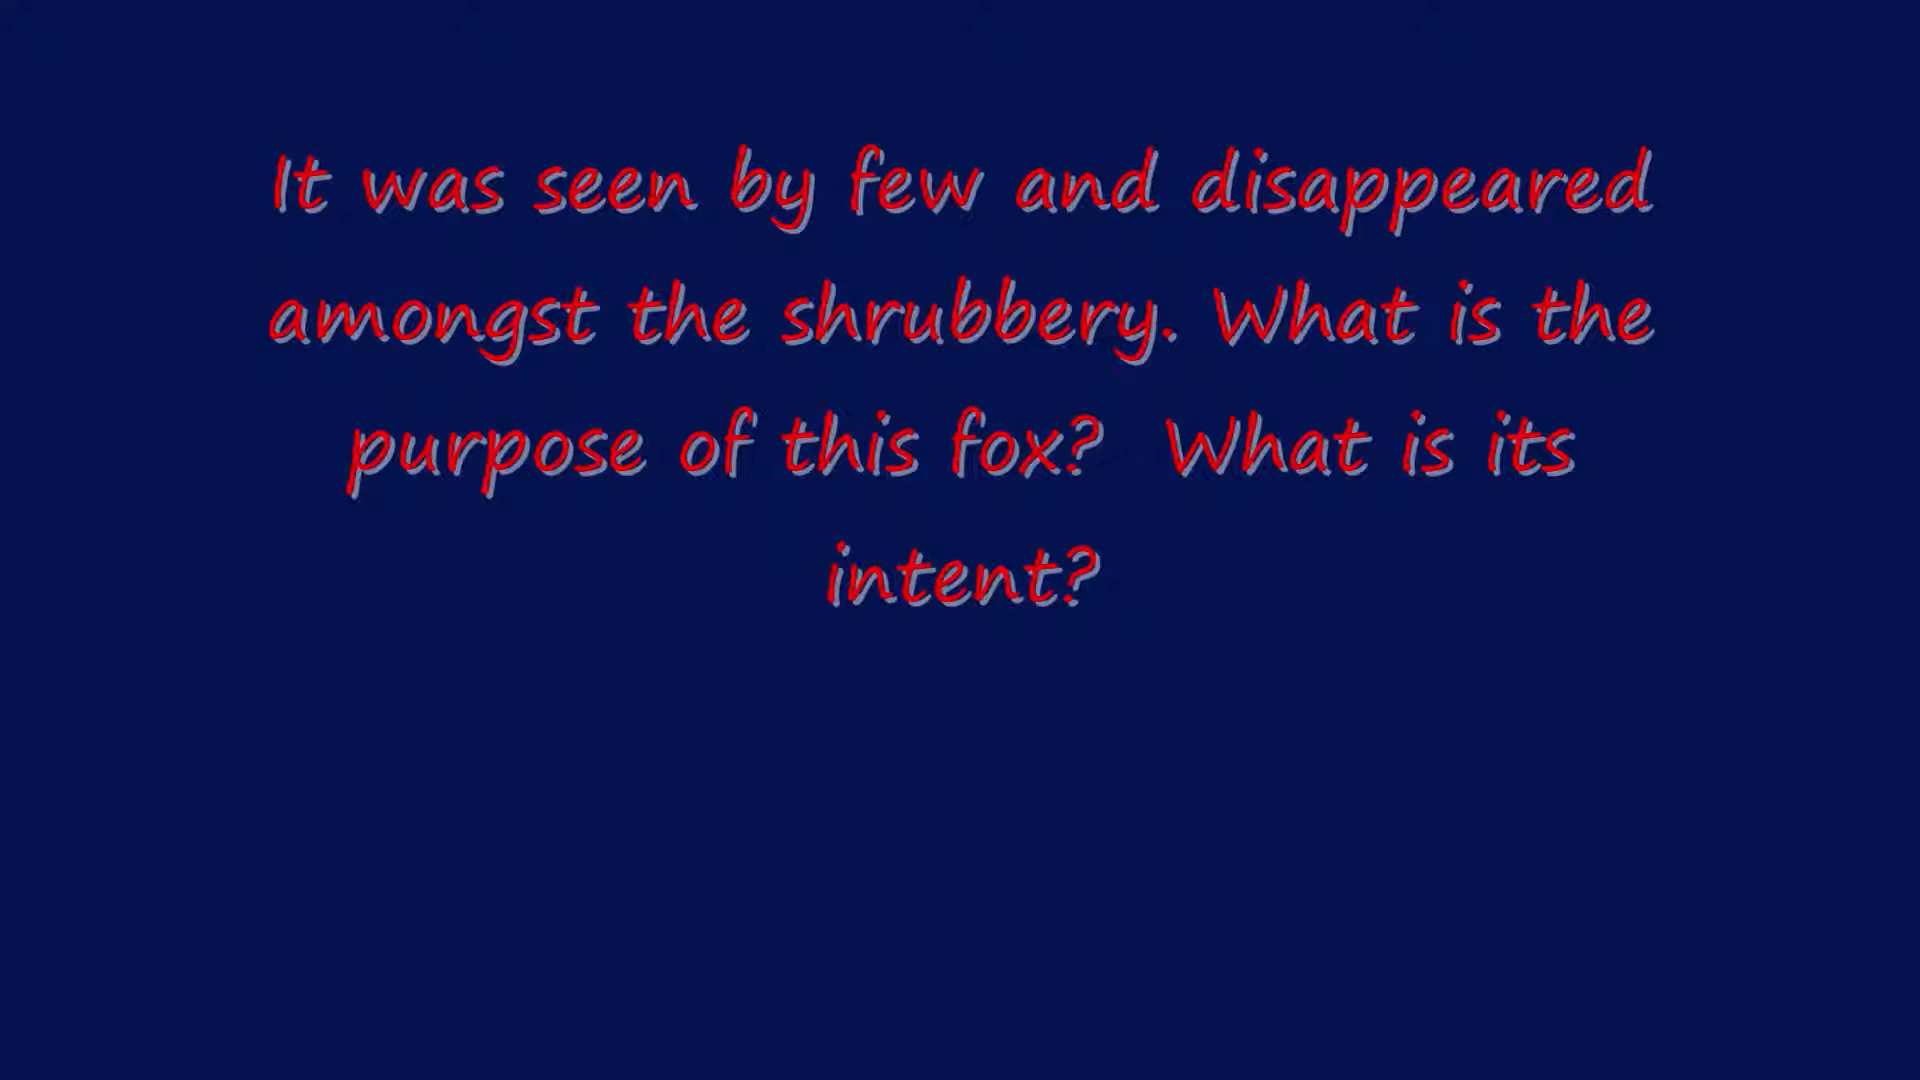 It was seen by few and disappeared
amongst the shrubbery. What is the
purpose of this fox?  What is its
intent?